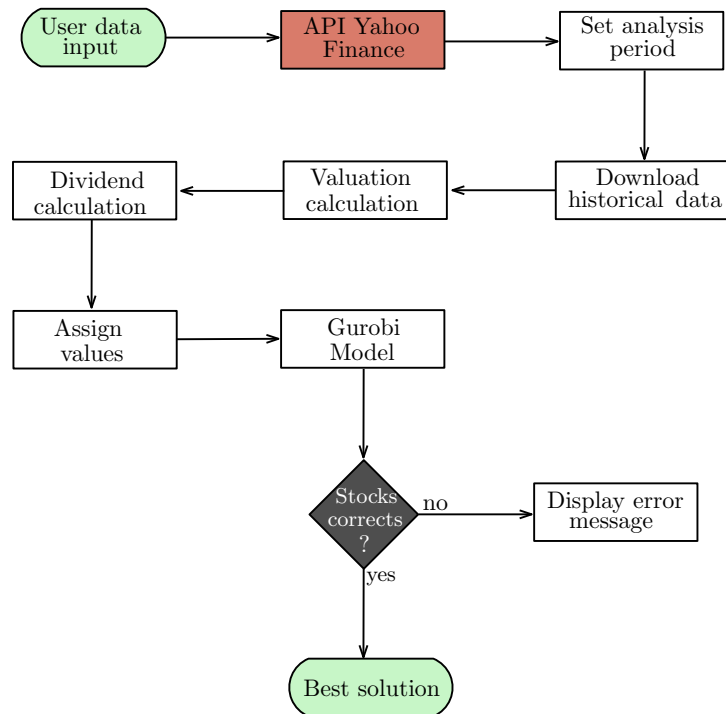 User data
input
API Yahoo
Finance
Set analysis
period
Dividend
calculation
Valuation
calculation
Download
historical data
Assign
values
Gurobi
Model
Stocks
corrects
?
no
Display error
message
yes
Best solution